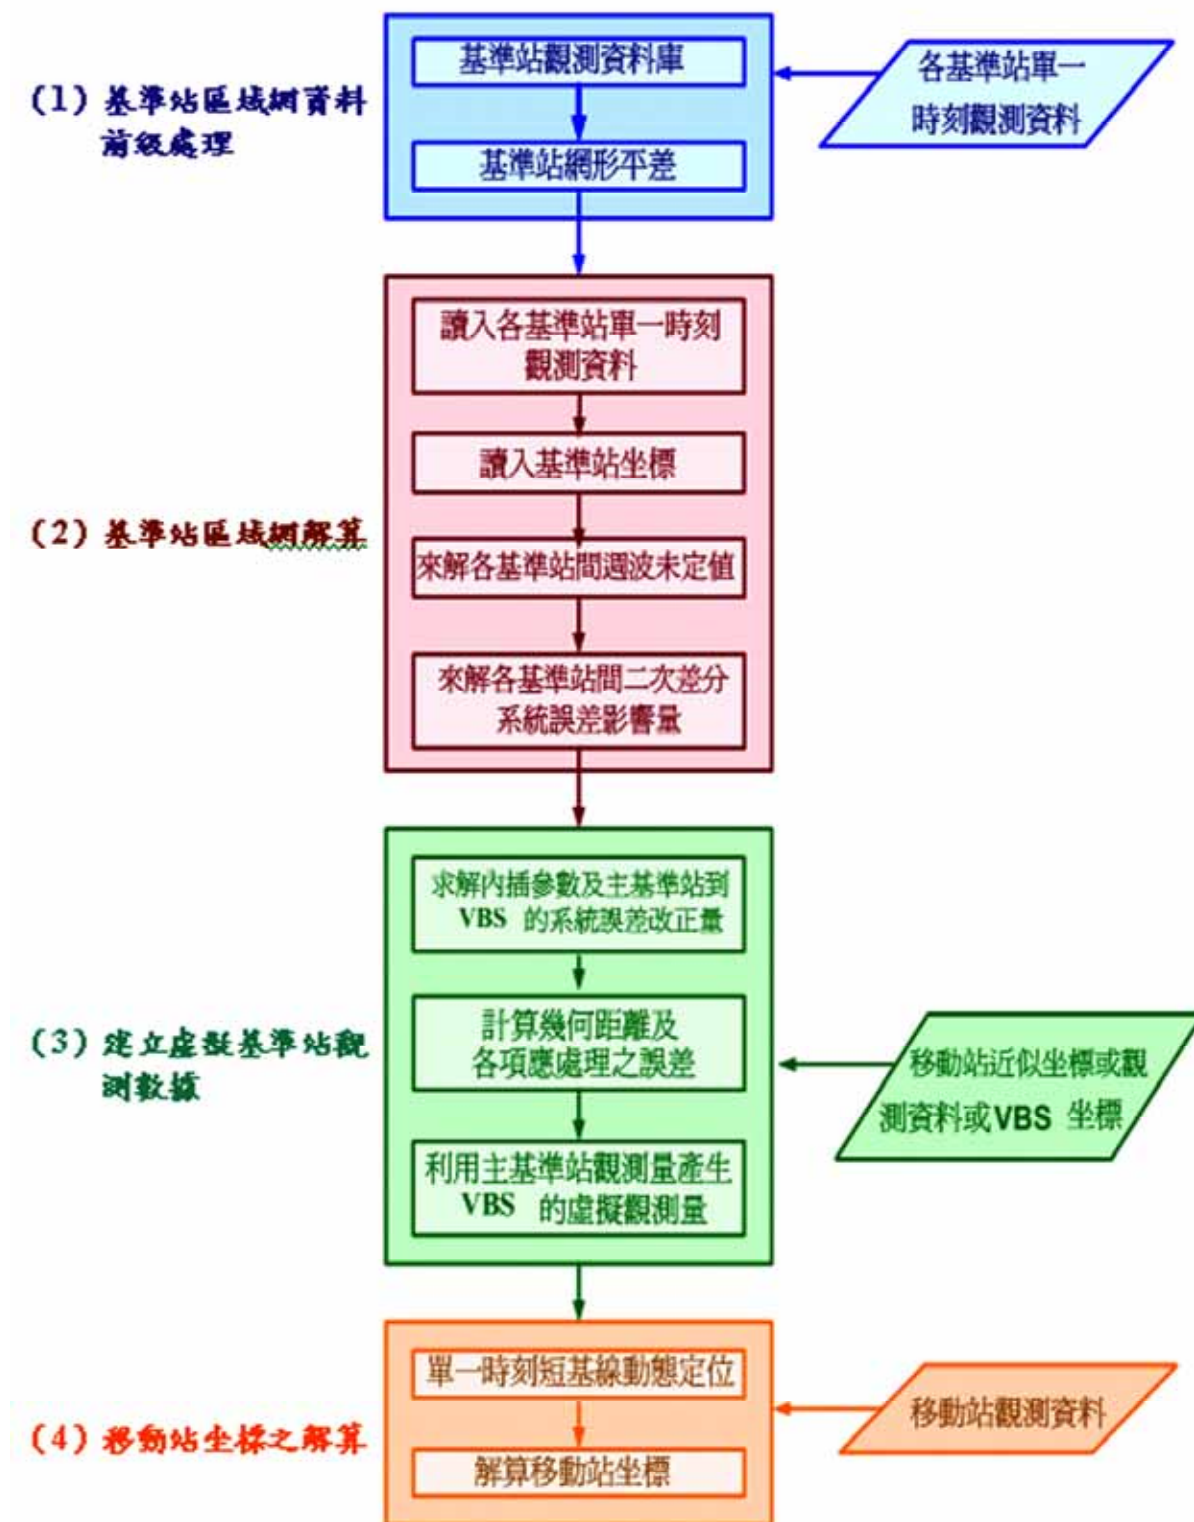 (1) 基準站區域網資料
前級處理
基準站觀測資料庫
基準站網形平差
各基準站單一
時刻觀測資料
(2) 基準站區域網解算
讀入各基準站單一時刻
觀測資料
讀入基準站坐標
來解各基準站間週波未定值
來解各基準站間二次差分
系統誤差影響量
(3) 建立虛擬基準站觀
測數據
求解內插參數及主基準站到
VBS 的系統誤差改正量
計算幾何距離及
各項應處理之誤差
利用主基準站觀測量產生
VBS 的虛擬觀測量
移動站近似坐標或觀
測資料或VBS 坐標
(4) 移動站坐標之解算
單一時刻短基線動態定位
解算移動站坐標
移動站觀測資料